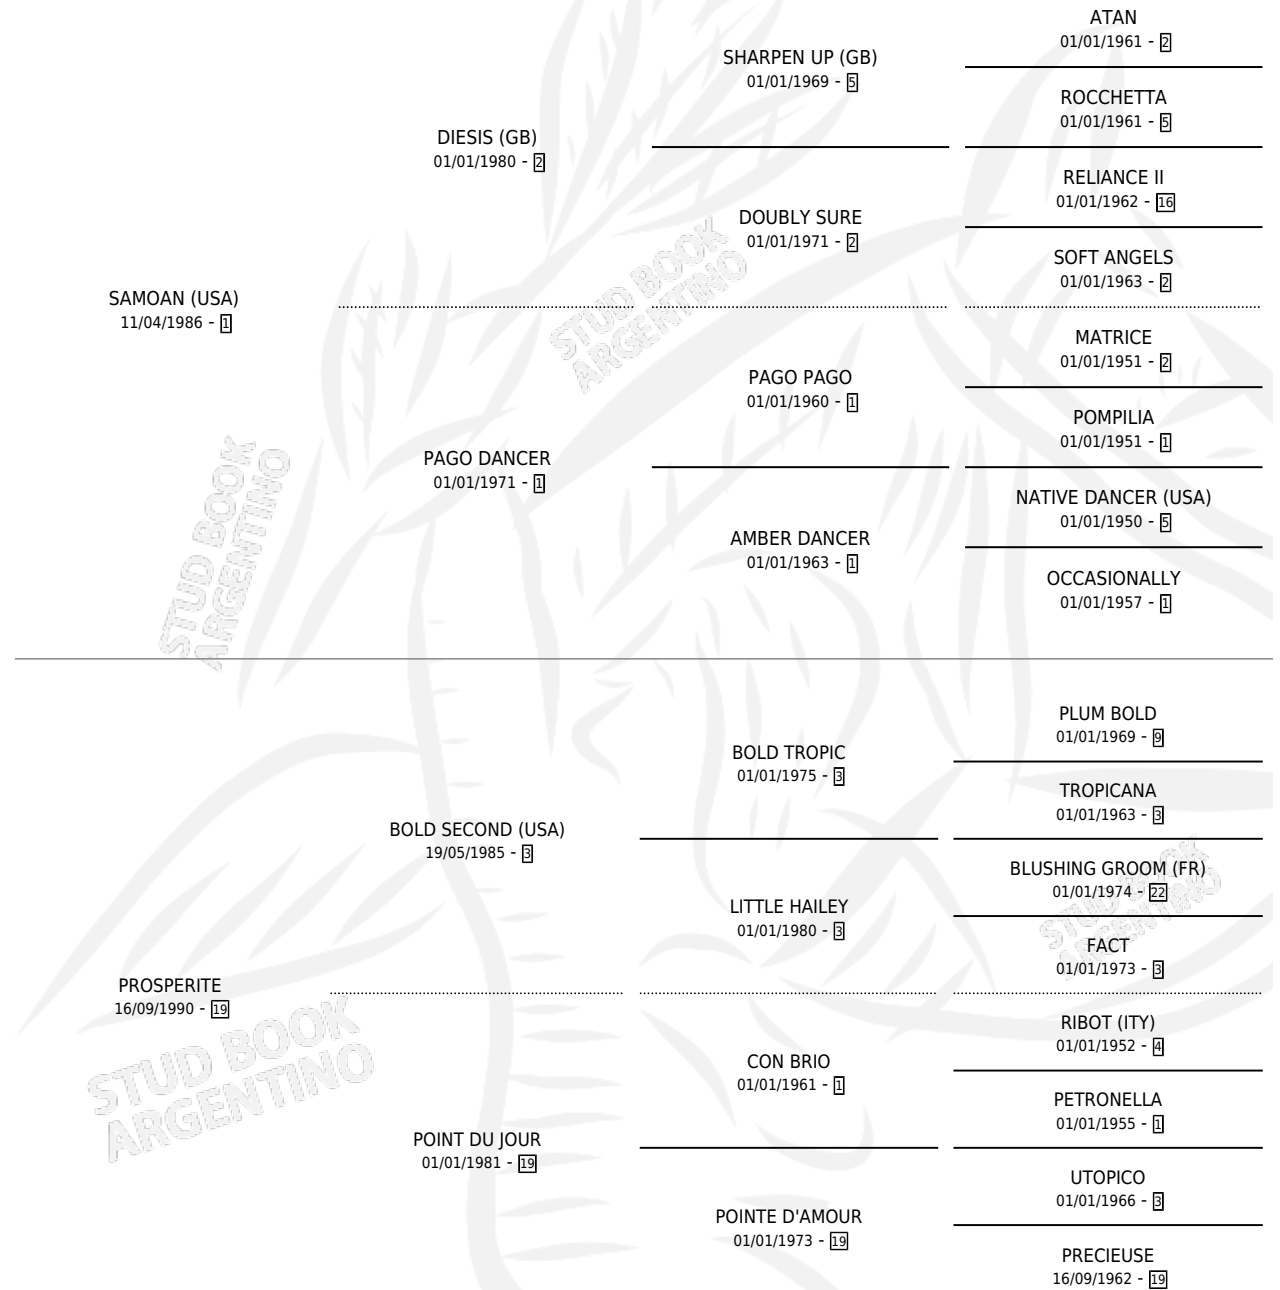 ATAN
01/01/1961 - 2
SHARPEN UP (GB)
01/01/1969 - 5
ROCCHETTA
01/01/1961 - 5
DIESIS (GB)
01/01/1980 - 2
RELIANCE II
01/01/1962 - 16
DOUBLY SURE
01/01/1971 - 2
SOFT ANGELS
01/01/1963 - 2
SAMOAN (USA)
11/04/1986 - 1
MATRICE
01/01/1951 - 2
PAGO PAGO
01/01/1960 - 1
POMPILIA
01/01/1951 - 1
PAGO DANCER
01/01/1971 - 1
NATIVE DANCER (USA)
01/01/1950 - 5
AMBER DANCER
01/01/1963 - 1
OCCASIONALLY
01/01/1957 - 1
PLUM BOLD
01/01/1969 - 9
BOLD TROPIC
01/01/1975 - 3
TROPICANA
01/01/1963 - 3
BOLD SECOND (USA)
19/05/1985 - 3
BLUSHING GROOM (FR)
01/01/1974 - 22
LITTLE HAILEY
01/01/1980 - 3
FACT
01/01/1973 - 3
PROSPERITE
16/09/1990 - 19
RIBOT (ITY)
01/01/1952 - 4
CON BRIO
01/01/1961 - 1
PETRONELLA
01/01/1955 - 1
POINT DU JOUR
01/01/1981 - 19
UTOPICO
01/01/1966 - 3
POINTE D'AMOUR
01/01/1973 - 19
PRECIEUSE
16/09/1962 - 19
STUD BOOK
ARGENTINO
STUD BOOK
ARGENTINO
STUD BOOK
ARGENTINO
STUD BOOK
ARGENTINO